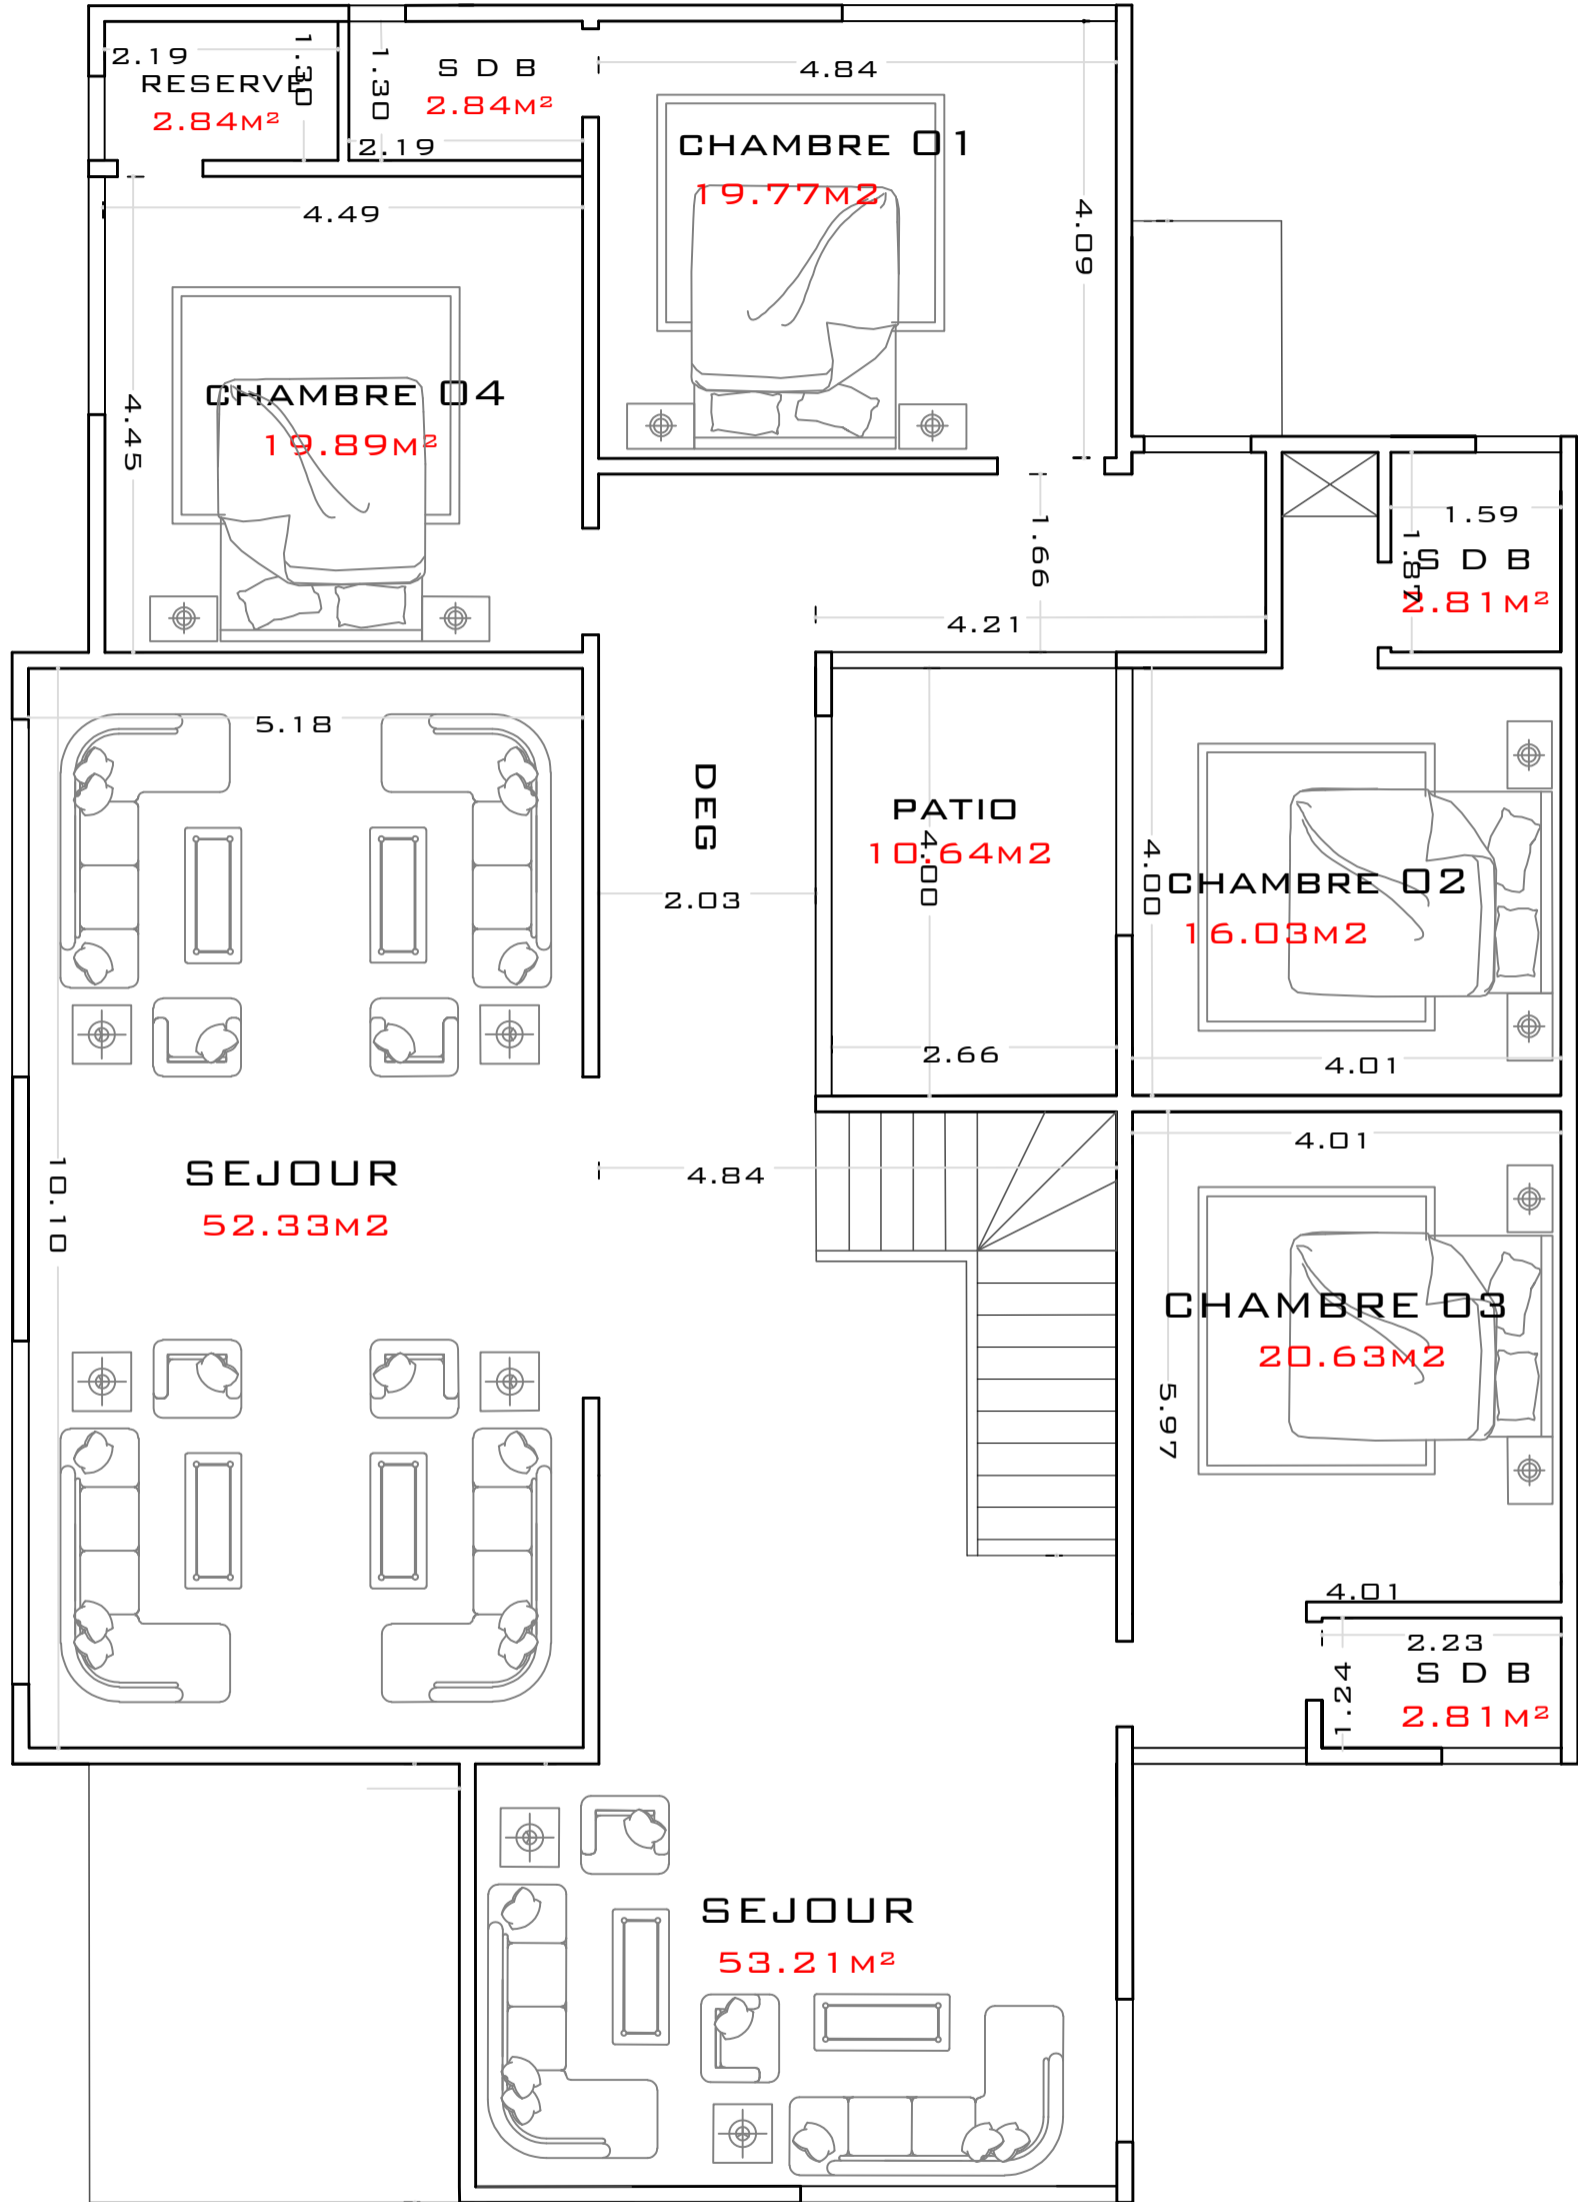 2.19
RESERVE
2.84M²
1.30
1.30
S D B
2.84M²
2.19
4.84
CHAMBRE 01
19.77M2
4.09
4.49
4.45
CHAMBRE 04
19.89M²
1.66
4.21
1.59
1.87
S D B
2.81M²
5.18
DEG
2.03
PATIO
10.64M2
4.00
2.66
4.00
CHAMBRE 02
16.03M2
4.01
4.01
10.10
SEJOUR
52.33M2
4.84
CHAMBRE 03
20.63M2
5.97
4.01
2.23
1.24
S D B
2.81M²
SEJOUR
53.21M²